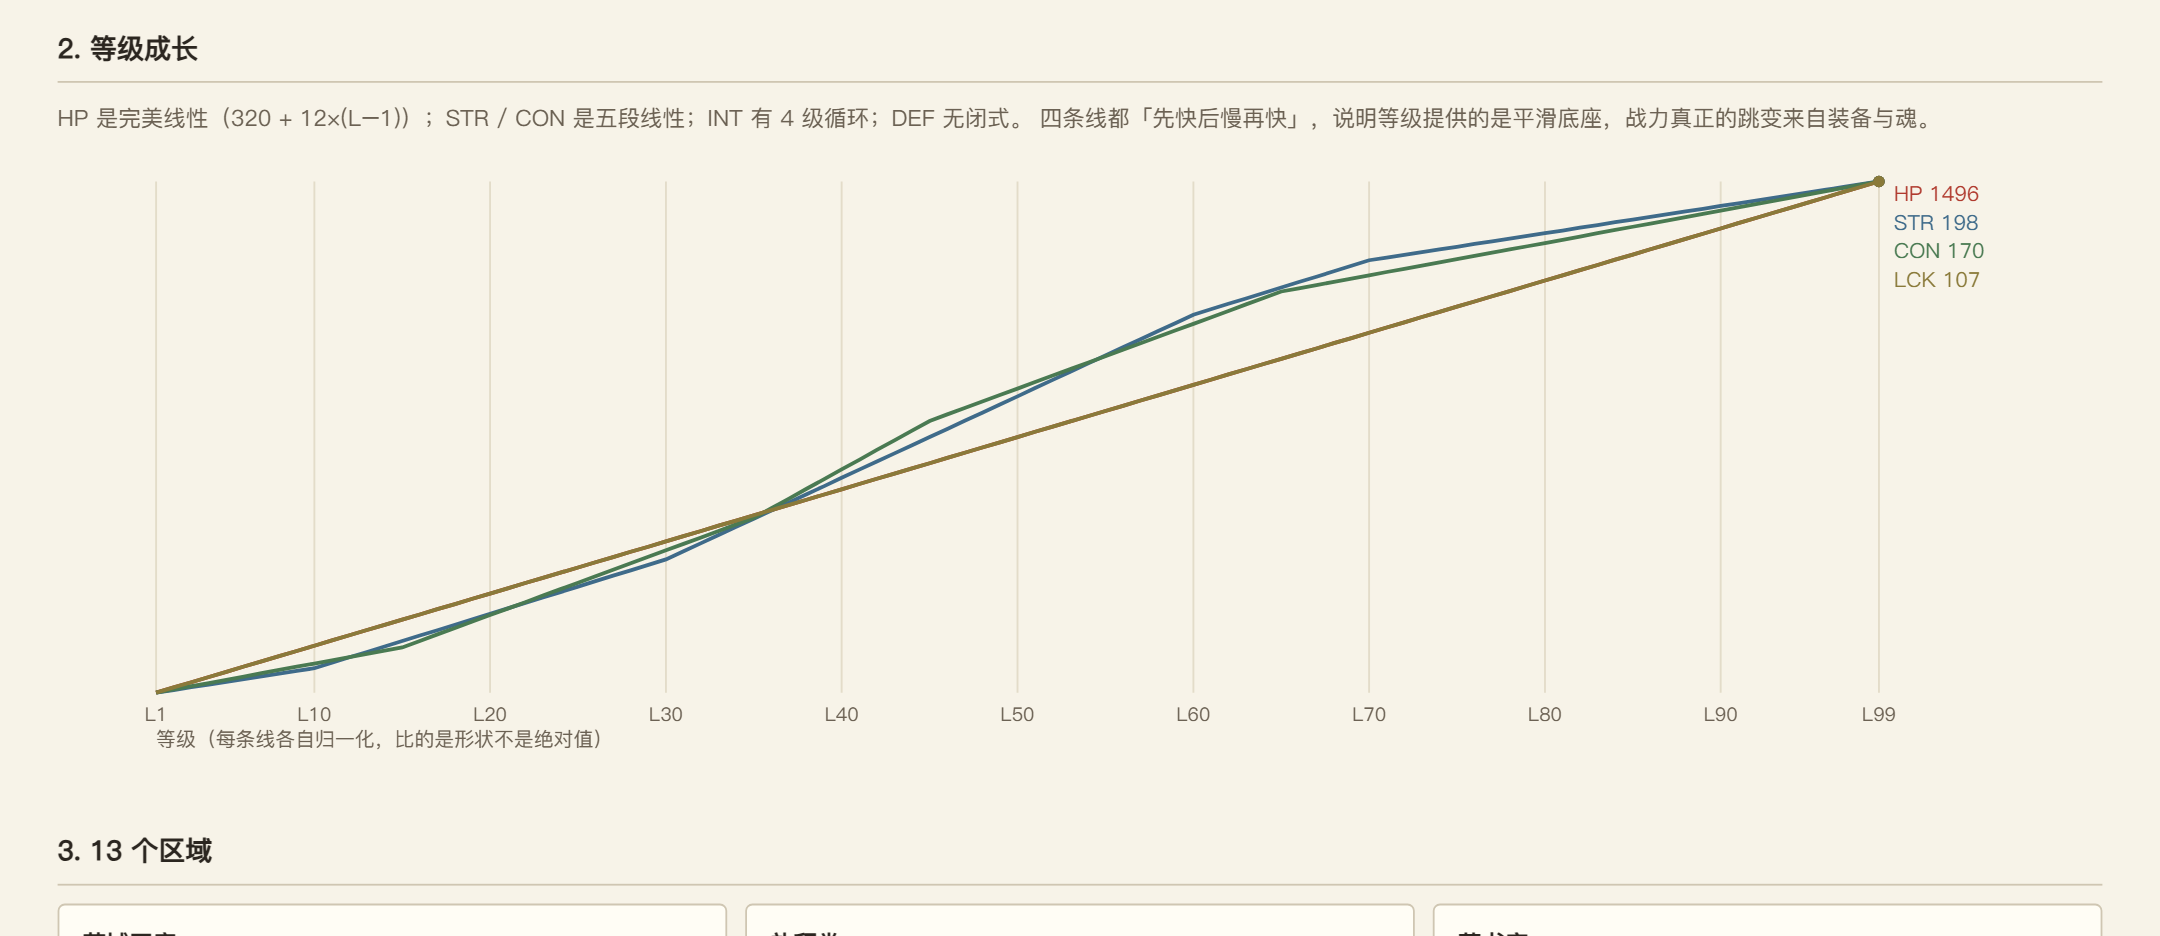 2. 等级成长
HP 是完美线性（320 + 12×(L−1)）；STR / CON 是五段线性；INT 有 4 级循环；DEF 无闭式。 四条线都「先快后慢再快」，说明等级提供的是平滑底座，战力真正的跳变来自装备与魂。
HP 1496
STR 198
CON 170
LCK 107
L1 L10 L20 L30 L40 L50 L60 L70 L80 L90 L99
等级（每条线各自归一化，比的是形状不是绝对值）
3. 13 个区域